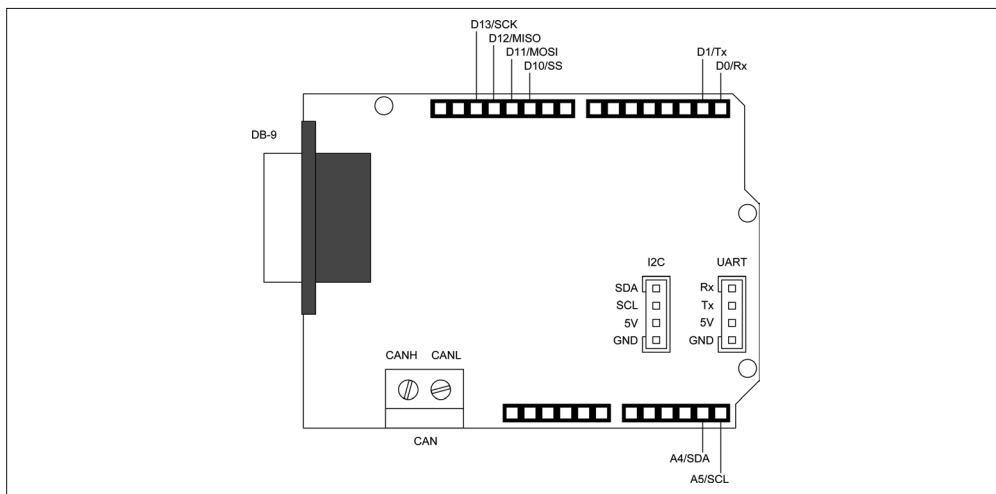 D13/SCK
D12/MISO
D11/MOSI
D10/SS
D1/Tx
D0/Rx
DB-9
I2C
SDA
SCL
5V
GND
UART
Rx
Tx
5V
GND
CANH CANL
CAN
A4/SDA
A5/SCL